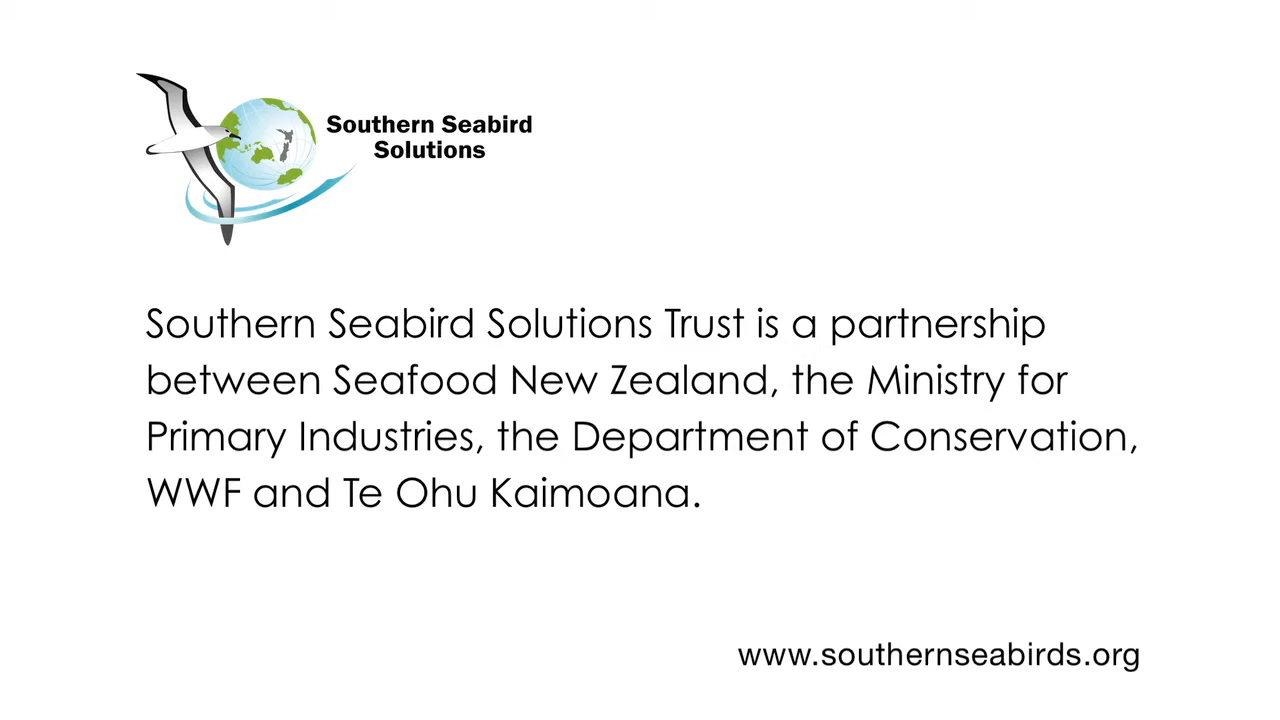 Southern Seabird
Solutions
Southern Seabird Solutions Trust is a partnership
between Seafood New Zealand, the Ministry for
Primary Industries, the Department of Conservation,
WWF and Te Ohu Kaimoana.
www.southernseabirds.org